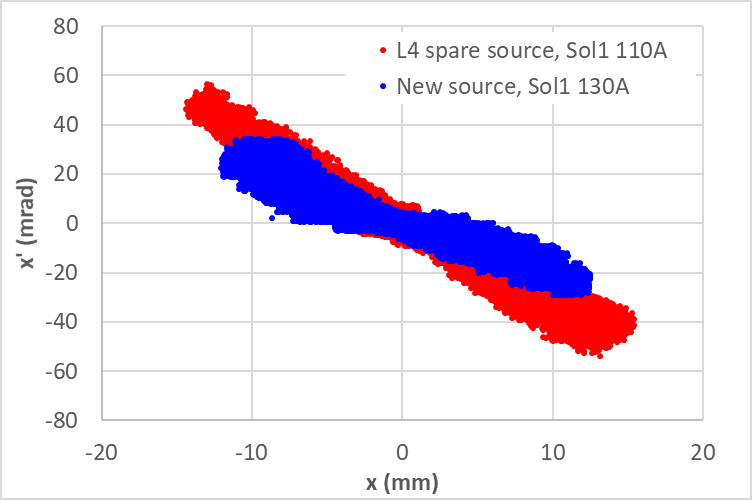 80
60
40
20
0
-20
-40
-60
-80
x' (mrad)
L4 spare source, Sol1 110A
New source, Sol1 130A
-20 -10 0 10 20
x (mm)